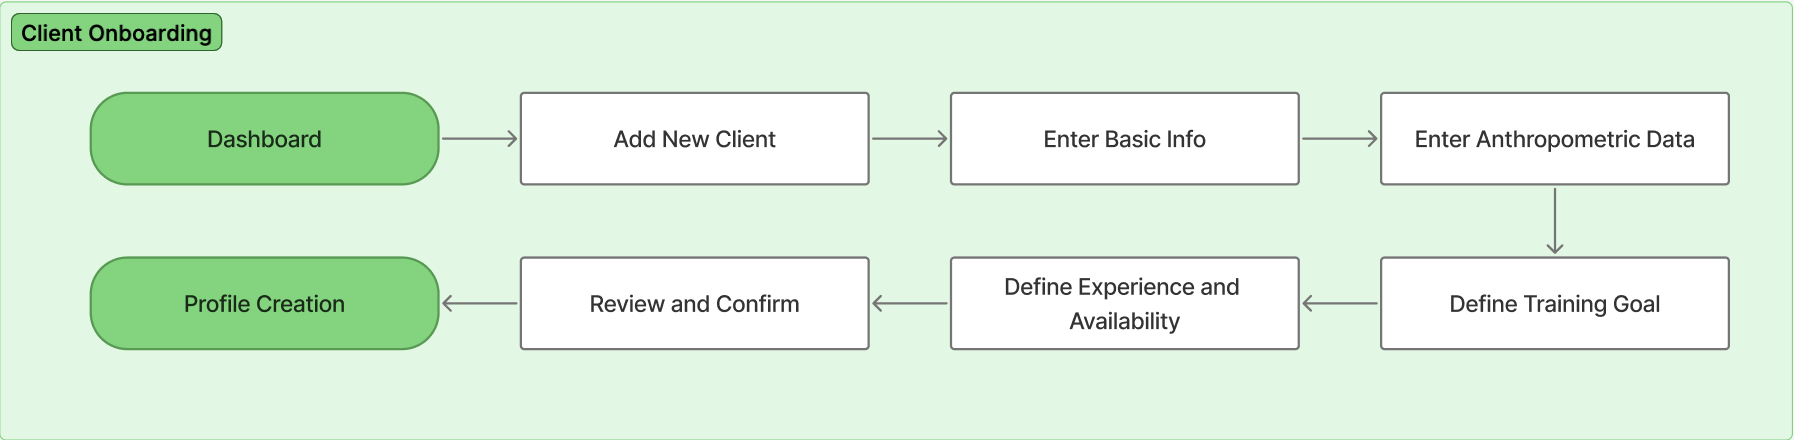 Client Onboarding
Dashboard
Add New Client
Enter Basic Info
Enter Anthropometric Data
Define Training Goal
Define Experience and
Availability
Review and Confirm
Profile Creation